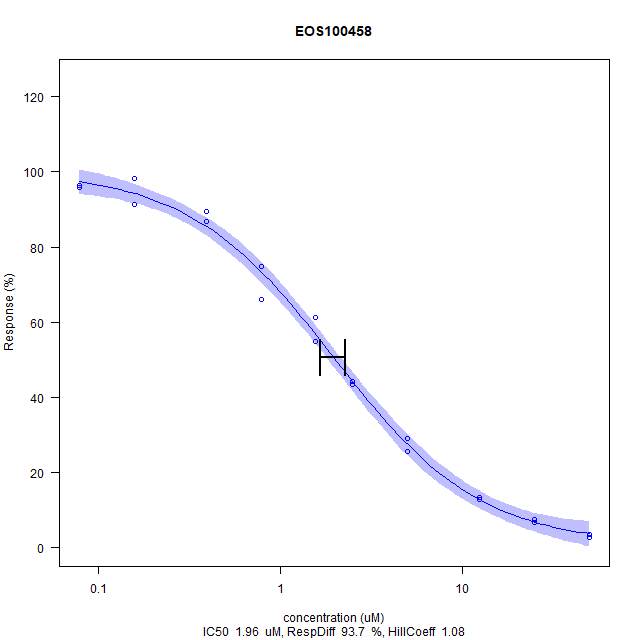 EOS100458
Response (%)
120
100
80
60
40
20
0
0.1 1 10
concentration (uM)
IC50 1.96 uM, RespDiff 93.7 %, HillCoeff 1.08